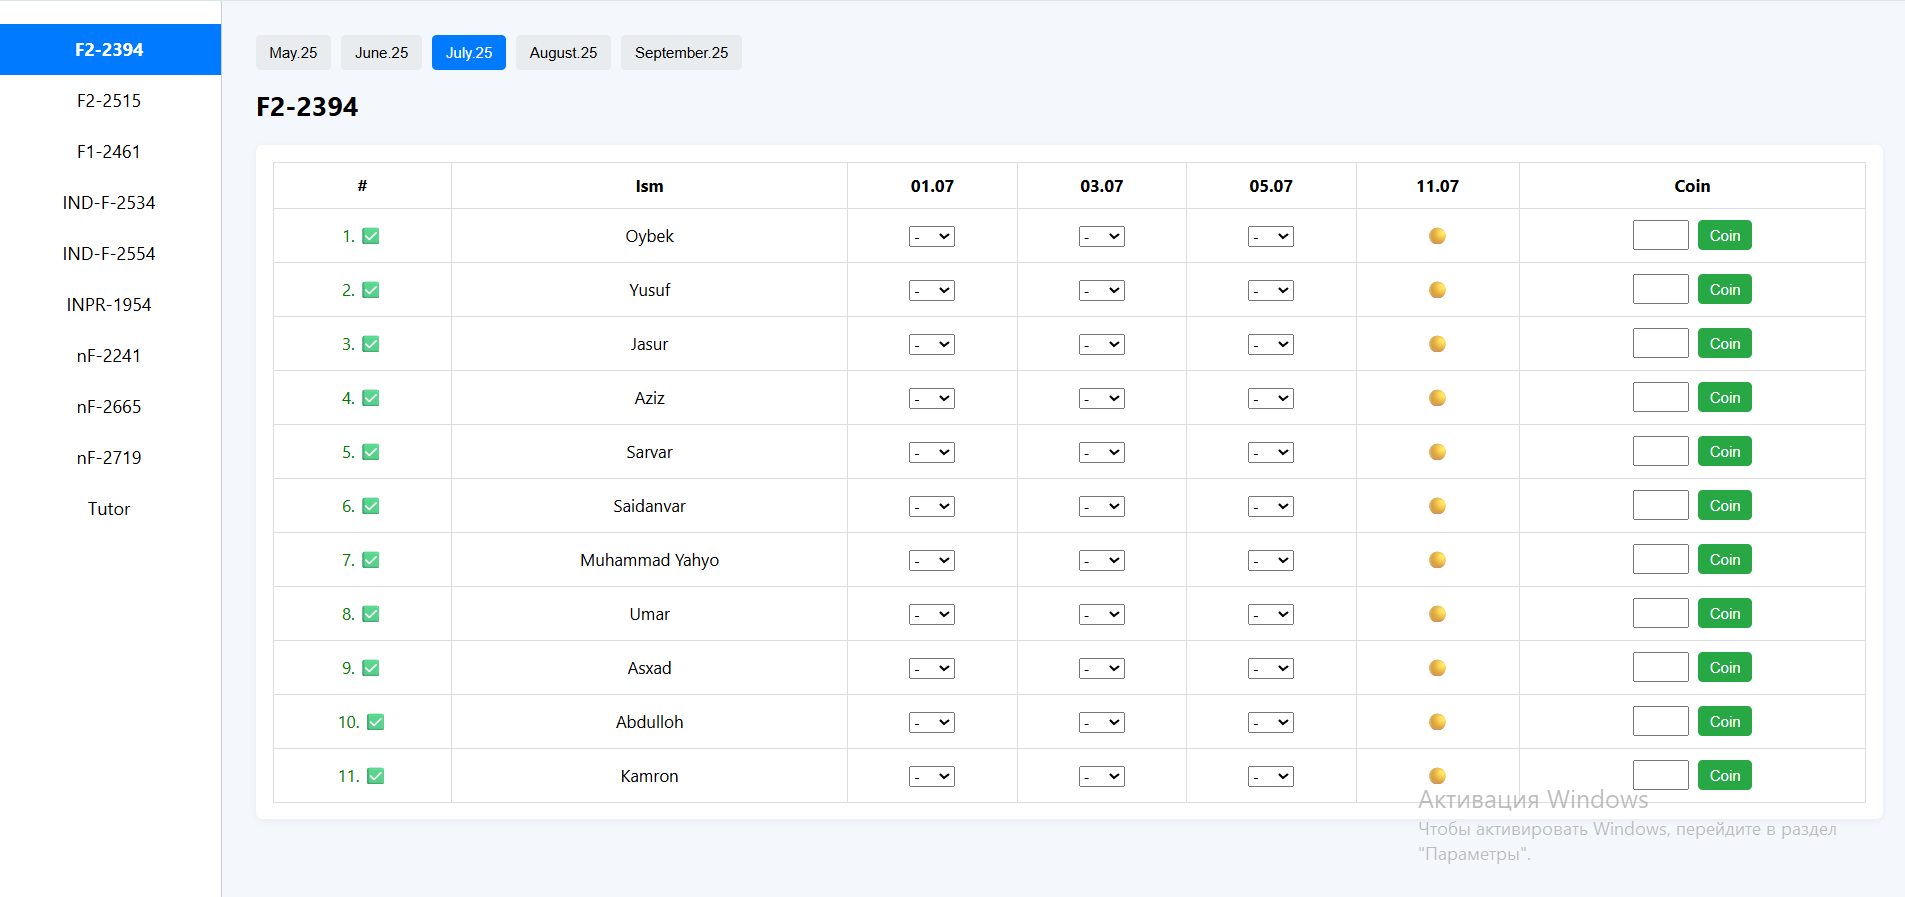 F2-2394
F2-2515
F1-2461
IND-F-2534
IND-F-2554
INPR-1954
nF-2241
nF-2665
nF-2719
Tutor
May.25 June.25 July.25 August.25 September.25
F2-2394
# Ism 01.07 03.07 05.07 11.07 Coin
1. ✅ Oybek - - - Coin
2. ✅ Yusuf - - - Coin
3. ✅ Jasur - - - Coin
4. ✅ Aziz - - - Coin
5. ✅ Sarvar - - - Coin
6. ✅ Saidanvar - - - Coin
7. ✅ Muhammad Yahyo - - - Coin
8. ✅ Umar - - - Coin
9. ✅ Asxad - - - Coin
10. ✅ Abdulloh - - - Coin
11. ✅ Kamron - - - Coin
Активация Windows
Чтобы активировать Windows, перейдите в раздел
"Параметры".